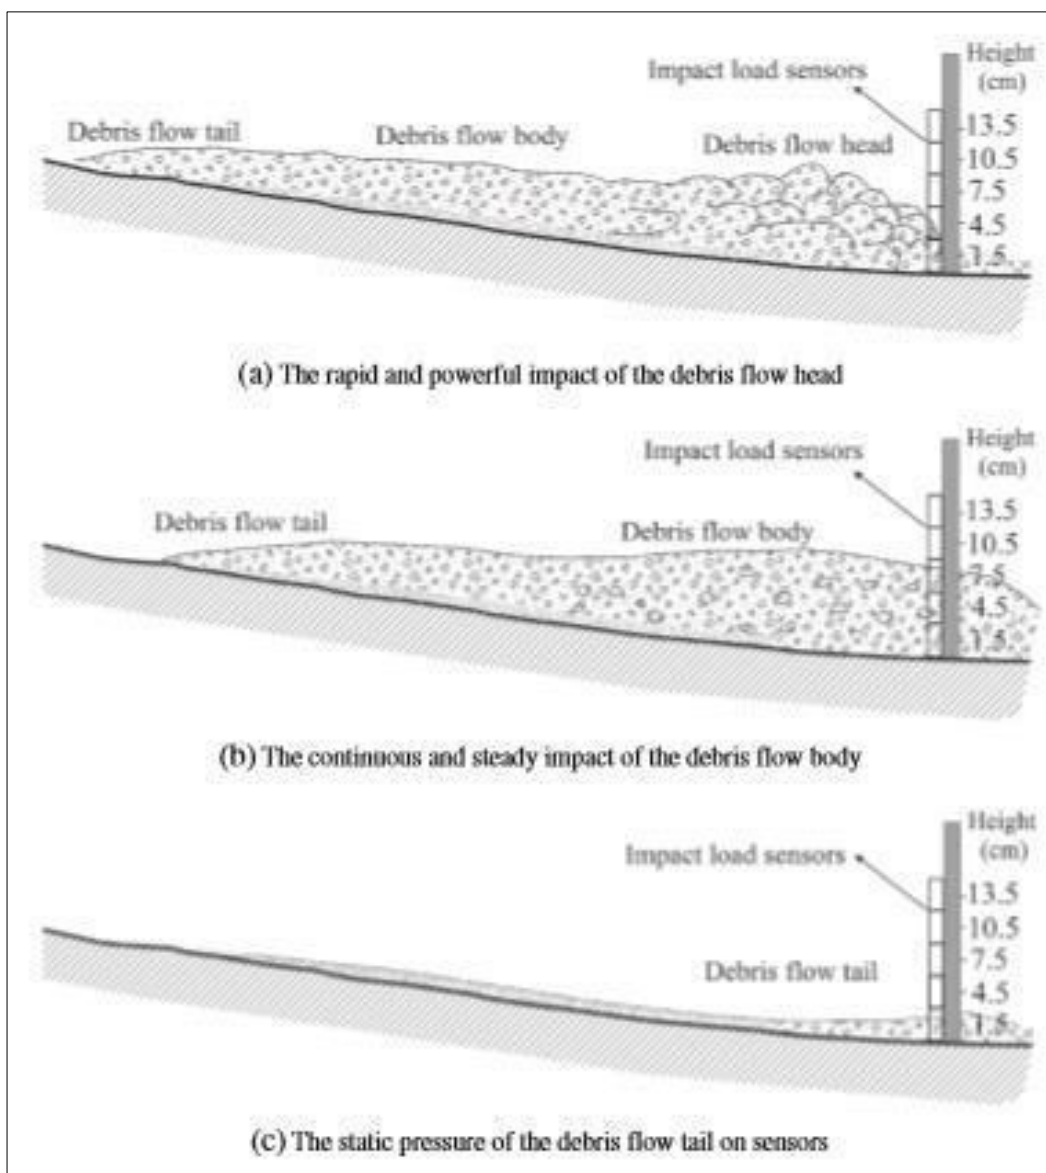 Height
(cm)
Impact load sensors
13.5
Debris flow tail
Debris flow body
Debris flow head
10.5
7.5
4.5
1.5
(a) The rapid and powerful impact of the debris flow head
Height
(cm)
Impact load sensors
13.5
Debris flow tail
Debris flow body
10.5
7.5
4.5
1.5
(b) The continuous and steady impact of the debris flow body
Height
(cm)
Impact load sensors
13.5
10.5
7.5
Debris flow tail
4.5
1.5
(c) The static pressure of the debris flow tail on sensors